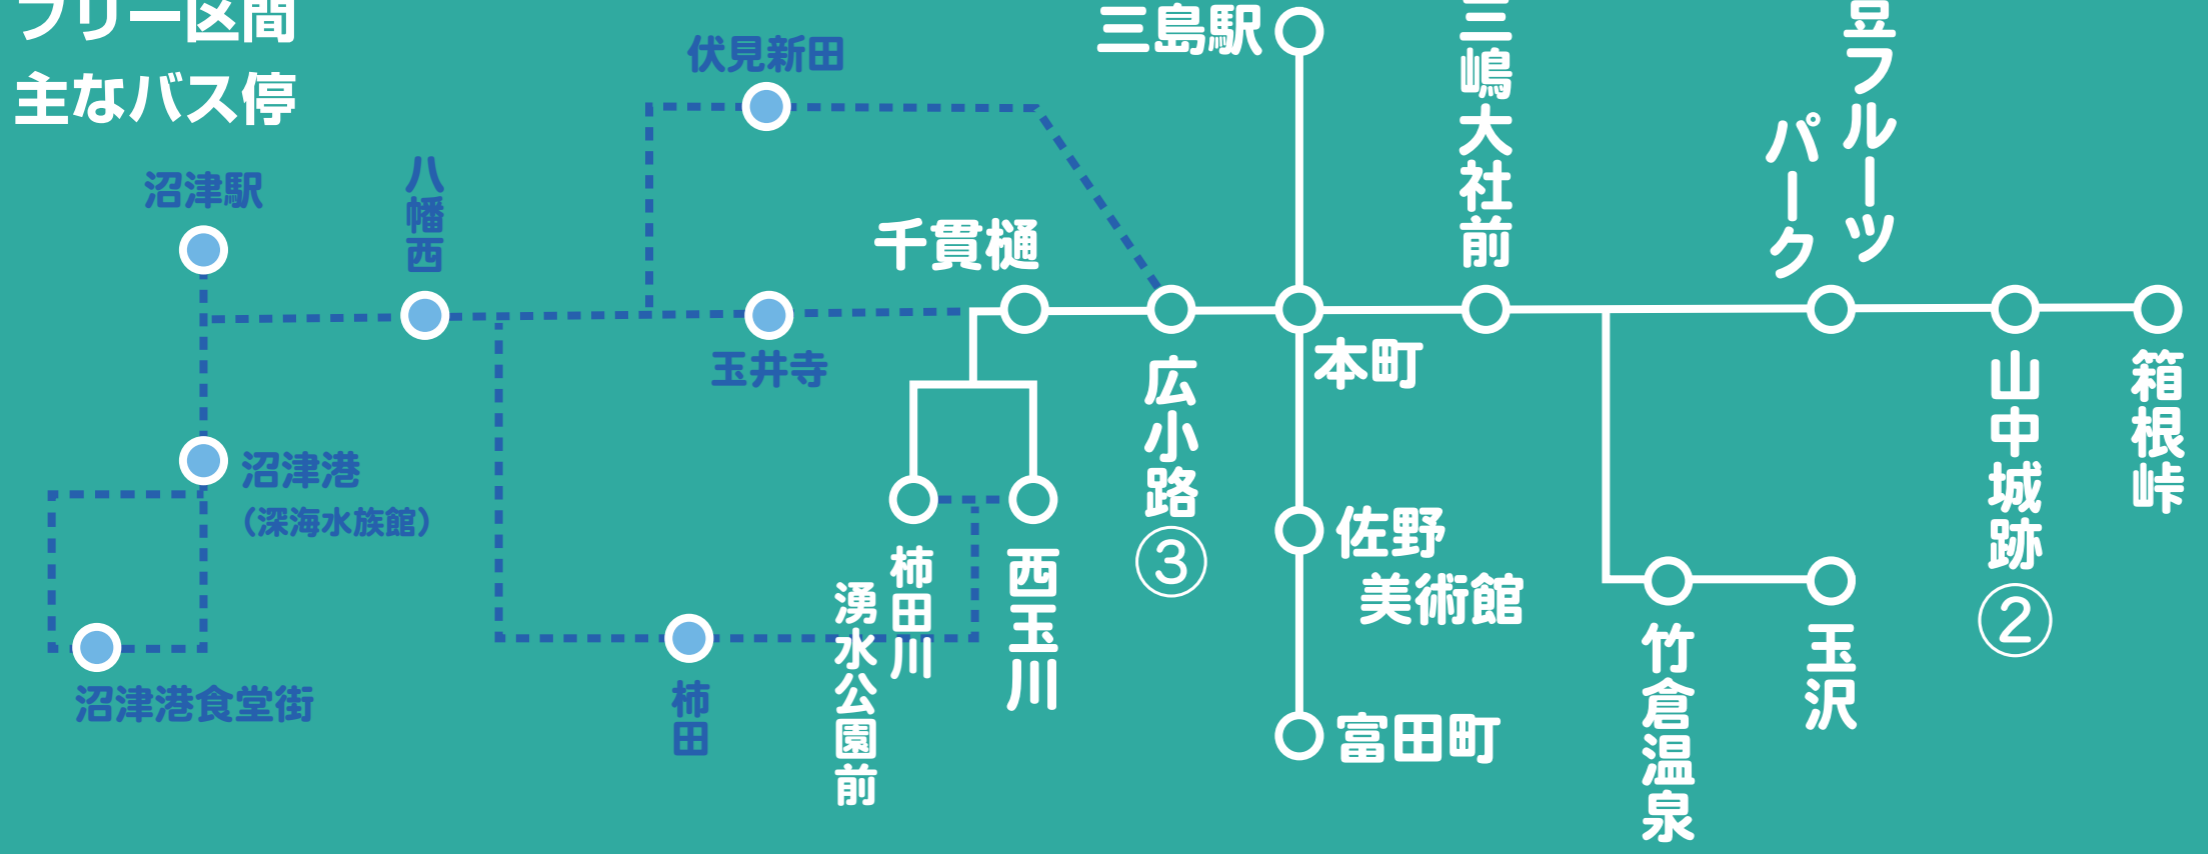 フリー区間
主なバス停
三島駅
三嶋大社前
豆フルーツ
パーク
伏見新田
沼津駅
八幡西
千貫樋
玉井寺
広小路
③
本町
山中城跡
②
箱根峠
沼津港
（深海水族館）
佐野
美術館
柿田川
湧水公園前
西玉川
竹倉温泉
玉沢
沼津港食堂街
柿田
富田町